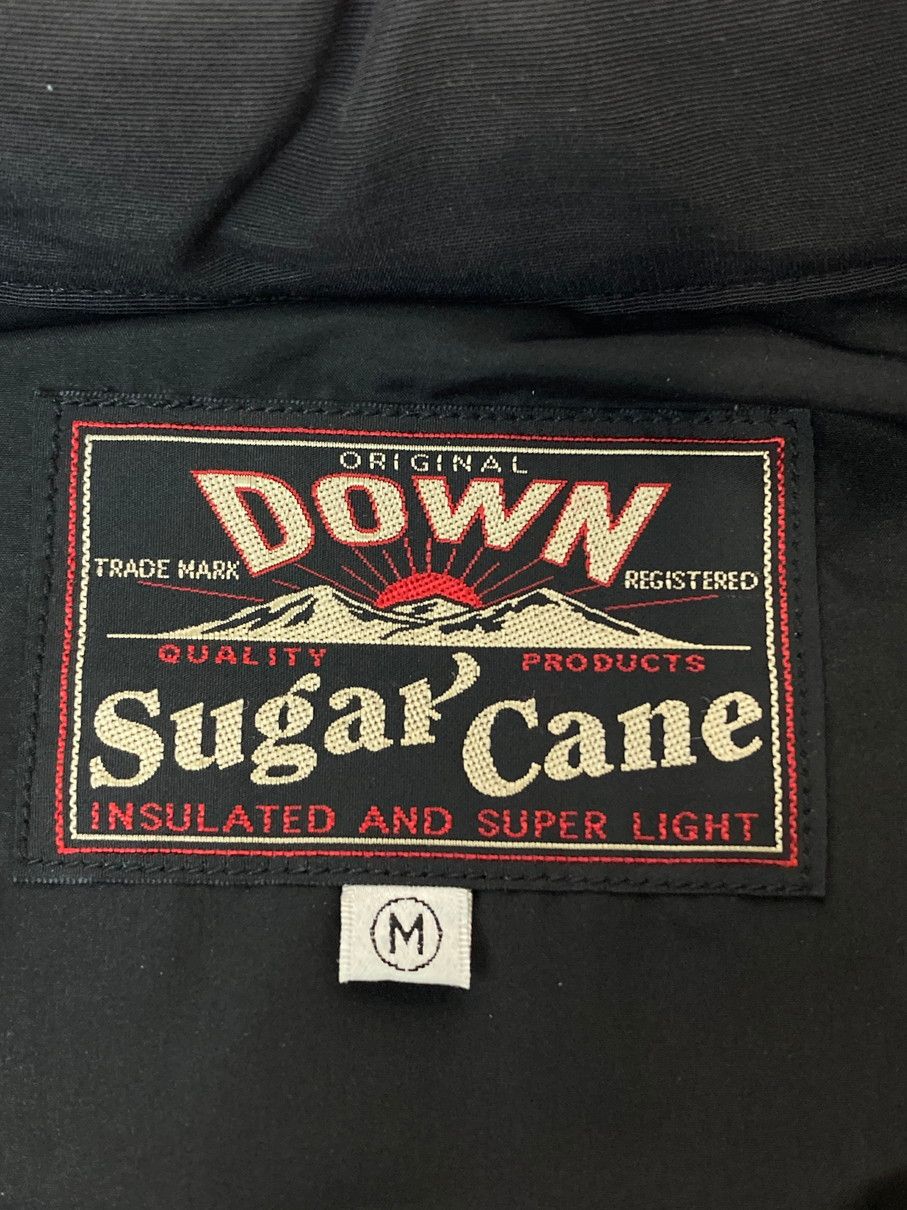 ORIGINAL
DOWN
TRADE MARK REGISTERED
QUALITY PRODUCTS
Sugar Cane
INSULATED AND SUPER LIGHT
M